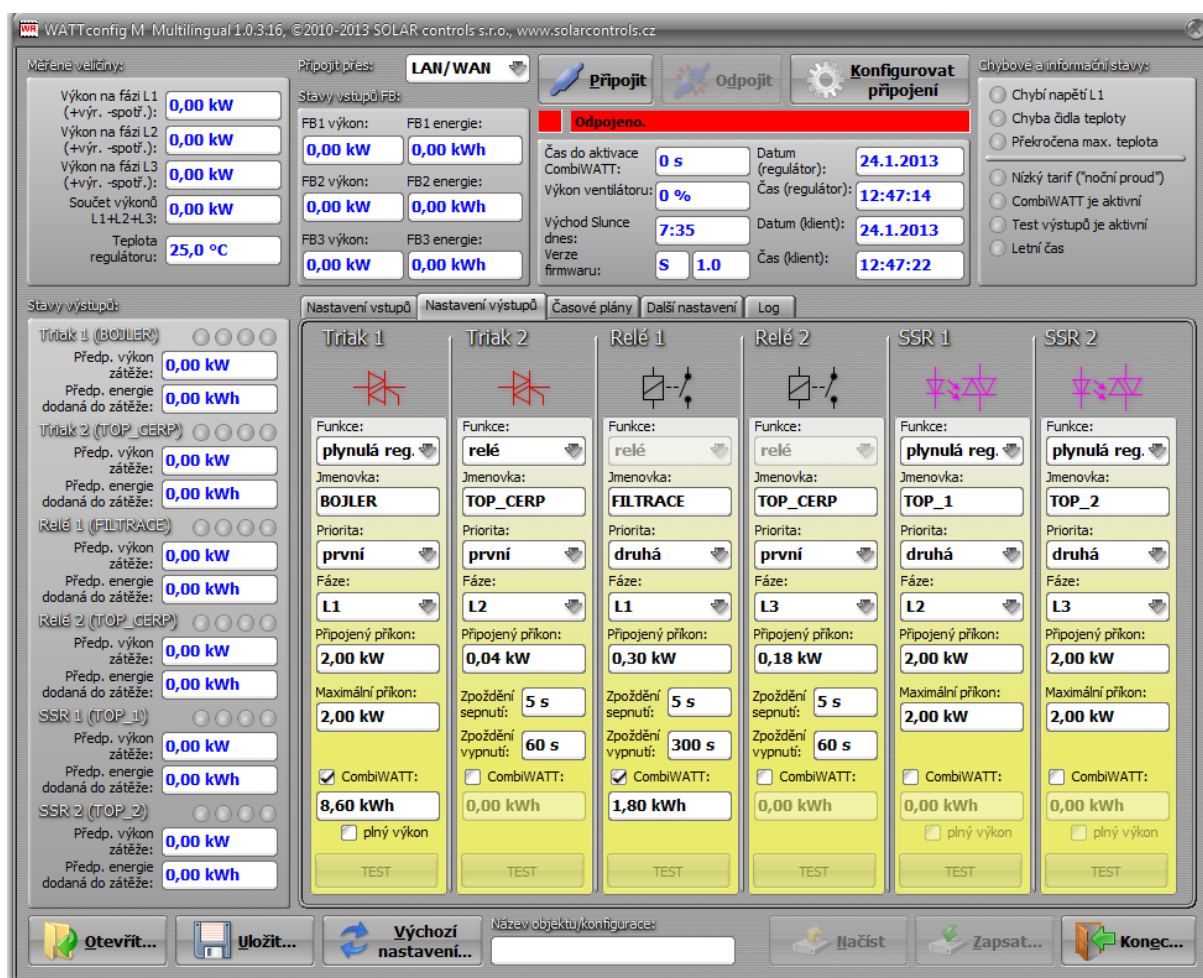 WATTconfig M Multilingual 1.0.3.16, ©2010-2013 SOLAR controls s.r.o., www.solarcontrols.cz
Měřené veličiny:
Výkon na fázi L1
(+výr. -spotř.):
0,00 kW
Výkon na fázi L2
(+výr. -spotř.):
0,00 kW
Výkon na fázi L3
(+výr. -spotř.):
0,00 kW
Součet výkonů
L1+L2+L3:
0,00 kW
Teplota
regulátoru:
25,0 °C
Připojit přes:
LAN/WAN
Stavy vstupů FB:
FB1 výkon: FB1 energie:
0,00 kW 0,00 kWh
FB2 výkon: FB2 energie:
0,00 kW 0,00 kWh
FB3 výkon: FB3 energie:
0,00 kW 0,00 kWh
Připojit
Odpojit
Konfigurovat
připojení
Odpojeno.
Čas do aktivace
CombiWATT:
0 s
Datum
(regulátor):
24.1.2013
Výkon ventilátoru:
0 %
Čas (regulátor):
12:47:14
Východ Slunce
dnes:
7:35
Datum (klient):
24.1.2013
Verze
firmwaru:
S 1.0
Čas (klient):
12:47:22
Chybové a informační stavy:
Chybí napětí L1
Chyba čidla teploty
Překročena max. teplota
Nízký tarif ("noční proud")
CombiWATT je aktivní
Test výstupů je aktivní
Letní čas
Stavy výstupů:
Triak 1 (BOJLER)
Předp. výkon
zátěže:
0,00 kW
Předp. energie
dodaná do zátěže:
0,00 kWh
Triak 2 (TOP_CERP)
Předp. výkon
zátěže:
0,00 kW
Předp. energie
dodaná do zátěže:
0,00 kWh
Relé 1 (FILTRACE)
Předp. výkon
zátěže:
0,00 kW
Předp. energie
dodaná do zátěže:
0,00 kWh
Relé 2 (TOP_CERP)
Předp. výkon
zátěže:
0,00 kW
Předp. energie
dodaná do zátěže:
0,00 kWh
SSR 1 (TOP_1)
Předp. výkon
zátěže:
0,00 kW
Předp. energie
dodaná do zátěže:
0,00 kWh
SSR 2 (TOP_2)
Předp. výkon
zátěže:
0,00 kW
Předp. energie
dodaná do zátěže:
0,00 kWh
Nastavení vstupů Nastavení výstupů Časové plány Další nastavení Log
Triak 1
Funkce:
plynulá reg.
Jmenovka:
BOJLER
Priorita:
první
Fáze:
L1
Připojený příkon:
2,00 kW
Maximální příkon:
2,00 kW
CombiWATT:
8,60 kWh
plný výkon
TEST
Triak 2
Funkce:
relé
Jmenovka:
TOP_CERP
Priorita:
první
Fáze:
L2
Připojený příkon:
0,04 kW
Zpoždění
sepnutí:
5 s
Zpoždění
vypnutí:
60 s
CombiWATT:
0,00 kWh
TEST
Relé 1
Funkce:
relé
Jmenovka:
FILTRACE
Priorita:
druhá
Fáze:
L1
Připojený příkon:
0,30 kW
Zpoždění
sepnutí:
5 s
Zpoždění
vypnutí:
300 s
CombiWATT:
1,80 kWh
TEST
Relé 2
Funkce:
relé
Jmenovka:
TOP_CERP
Priorita:
první
Fáze:
L3
Připojený příkon:
0,18 kW
Zpoždění
sepnutí:
5 s
Zpoždění
vypnutí:
60 s
CombiWATT:
0,00 kWh
TEST
SSR 1
Funkce:
plynulá reg.
Jmenovka:
TOP_1
Priorita:
druhá
Fáze:
L2
Připojený příkon:
2,00 kW
Maximální příkon:
2,00 kW
CombiWATT:
0,00 kWh
plný výkon
TEST
SSR 2
Funkce:
plynulá reg.
Jmenovka:
TOP_2
Priorita:
druhá
Fáze:
L3
Připojený příkon:
2,00 kW
Maximální příkon:
2,00 kW
CombiWATT:
0,00 kWh
plný výkon
TEST
Otevřít...
Uložit...
Výchozí
nastavení...
Název objektu/konfigurace:
Načíst
Zapsat...
Konec...